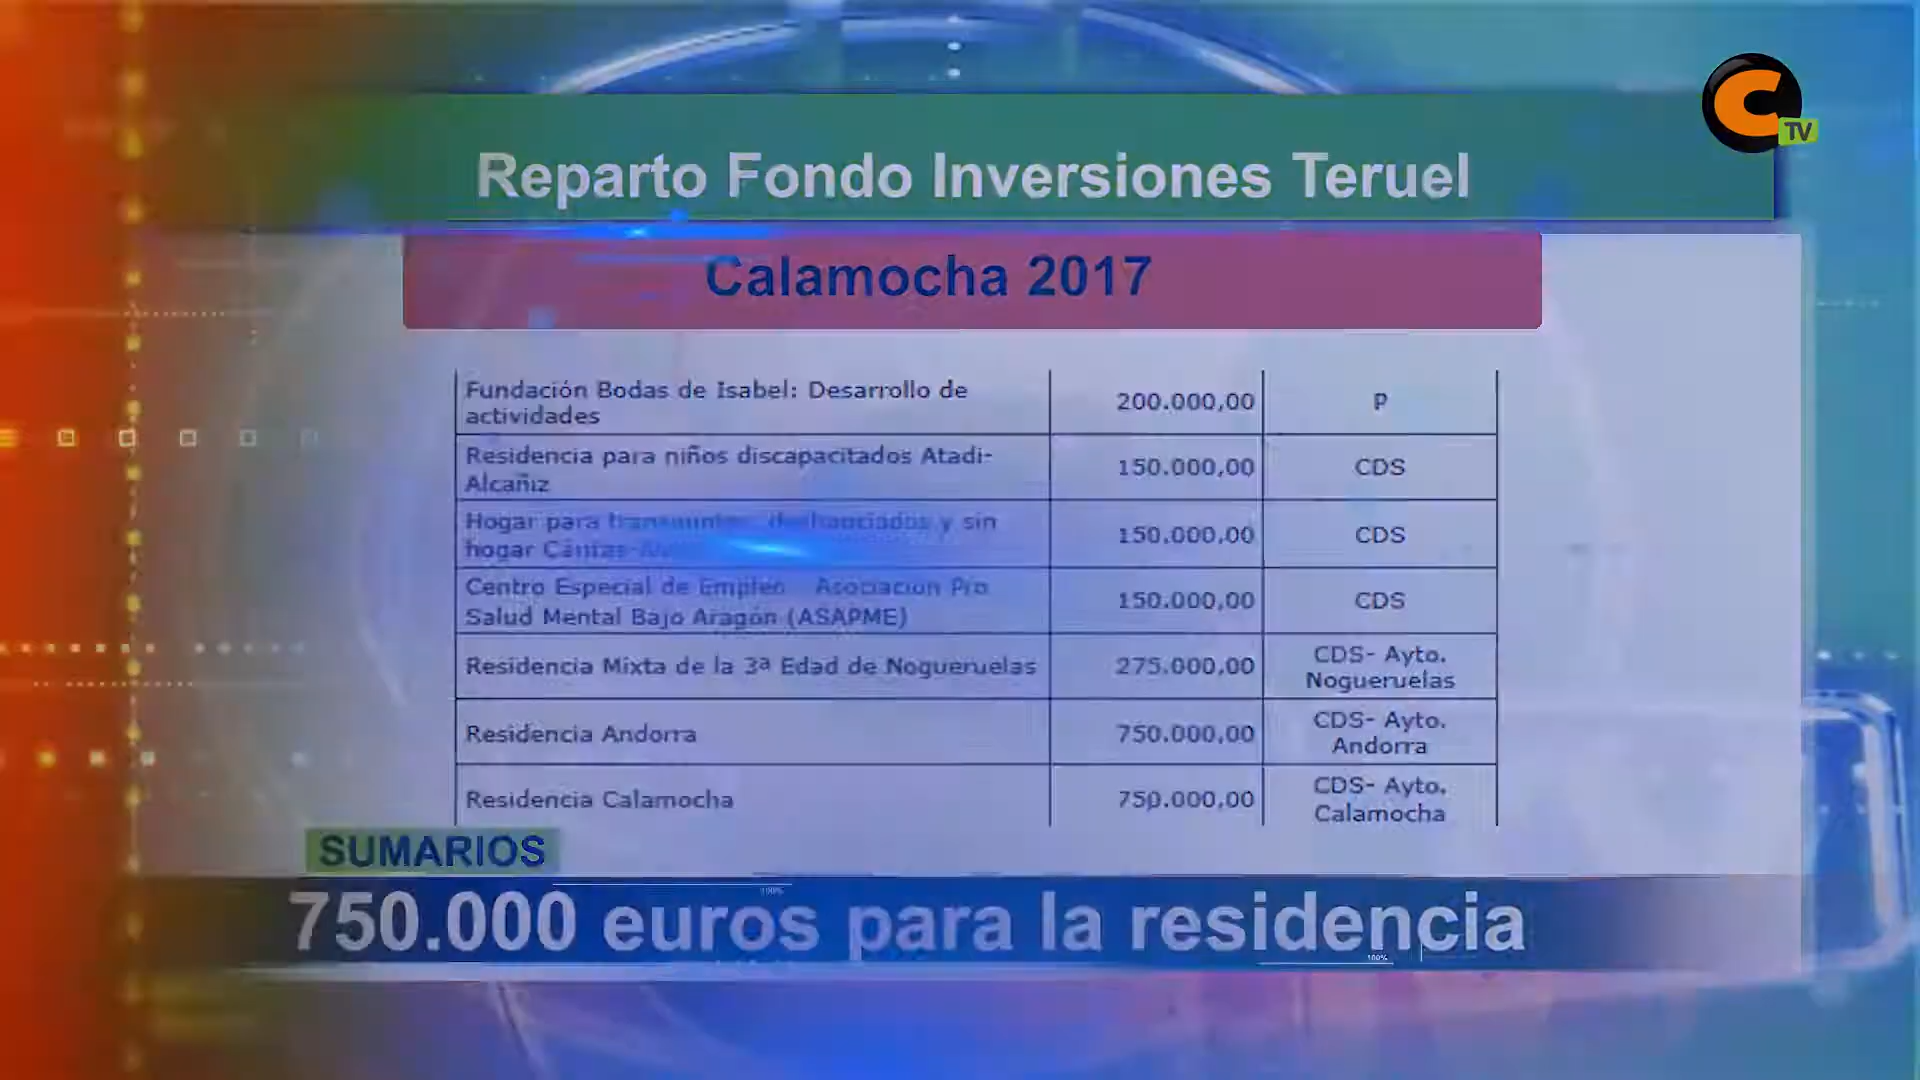 C
TV
Reparto Fondo Inversiones Teruel
Calamocha 2017
Fundación Bodas de Isabel: Desarrollo de
actividades
200.000,00
P
Residencia para niños discapacitados Atadi-
Alcañiz
150.000,00
CDS
Hogar para y sin
hogar
150.000,00
CDS
Centro Especial de Empleo Asociacion Pro
Salud Mental Bajo Aragón (ASAPME)
150.000,00
CDS
Residencia Mixta de la 3ª Edad de Nogueruelas
275.000,00
CDS- Ayto.
Nogueruelas
Residencia Andorra
750.000,00
CDS- Ayto.
Andorra
Residencia Calamocha
750.000,00
CDS- Ayto.
Calamocha
SUMARIOS
100%
750.000 euros para la residencia
100%